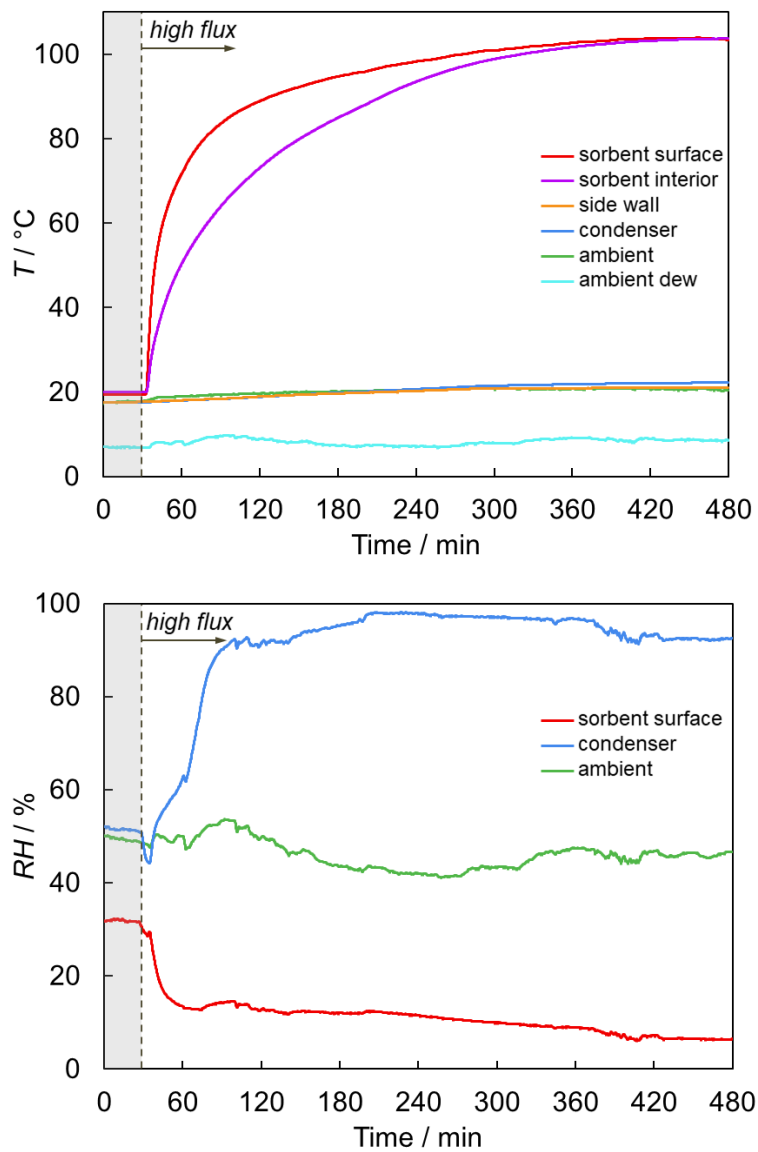 high flux
100
80
60
40
20
0
T / °C
sorbent surface
sorbent interior
side wall
condenser
ambient
ambient dew
0 60 120 180 240 300 360 420 480
Time / min
high flux
100
80
60
40
20
0
RH / %
sorbent surface
condenser
ambient
0 60 120 180 240 300 360 420 480
Time / min